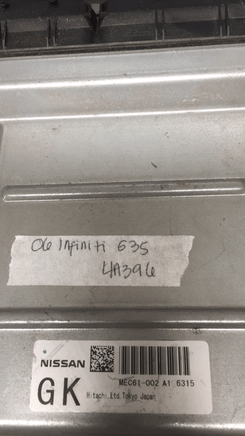 06 Infiniti G35
4A396
NISSAN
MEC61-002 A1 6315
GK
Hitachi,Ltd.Tokyo Japan